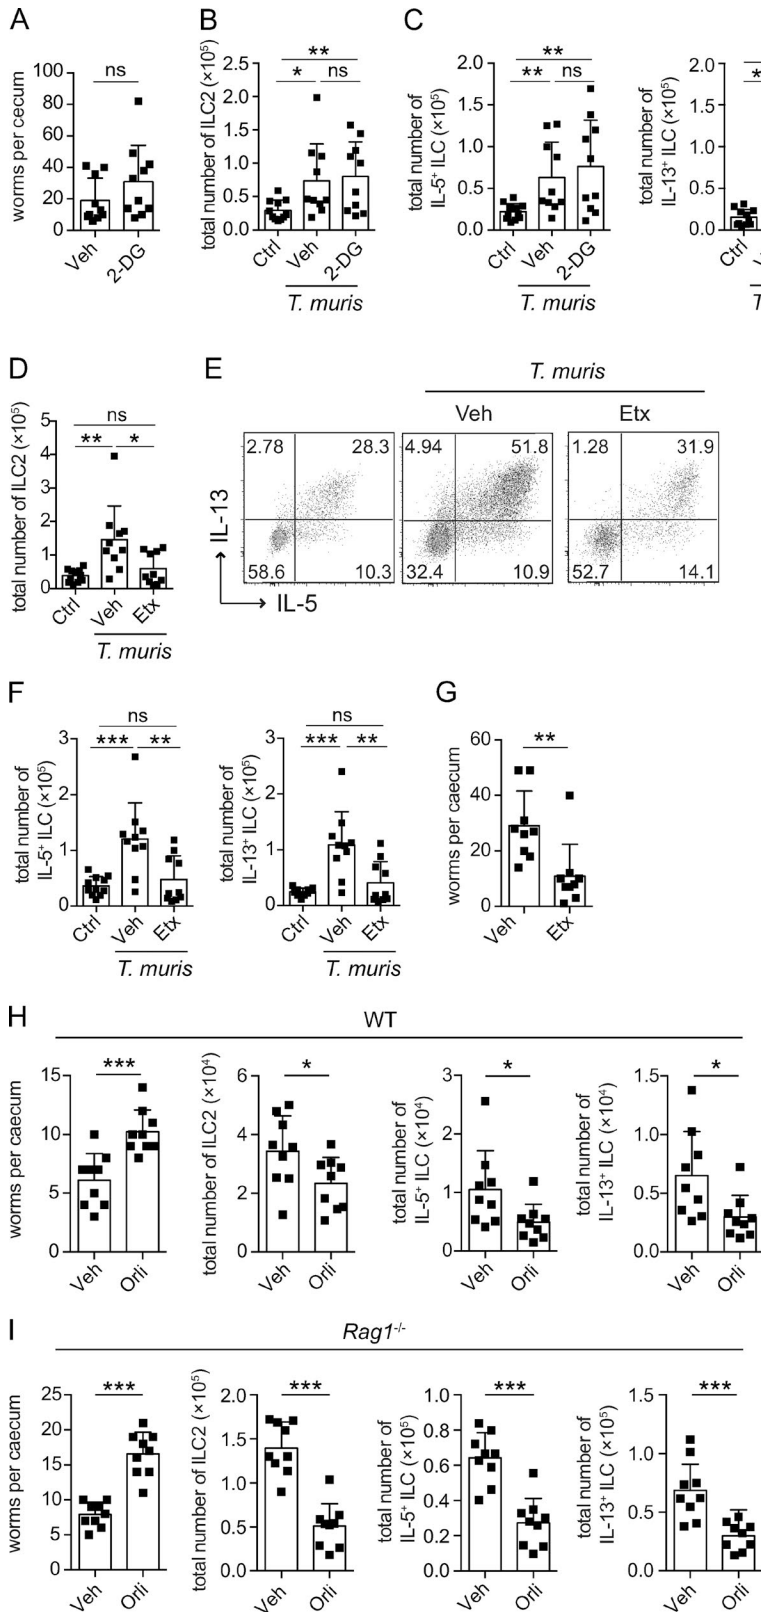 A
worms per cecum
100
80
60
40
20
0
ns
Veh
2-DG
B
total number of ILC2 (×10⁵)
2.5
2.0
1.5
1.0
0.5
0.0
**
*
ns
Ctrl
Veh
2-DG
T. muris
C
total number of
IL-5⁺ ILC (×10⁵)
2.0
1.5
1.0
0.5
0.0
**
**
ns
Ctrl
Veh
2-DG
T. muris
total number of
IL-13⁺ ILC (×10⁵)
2.0
1.5
1.0
0.5
0.0
*
Ctrl
D
total number of ILC2 (×10⁵)
5
4
3
2
1
0
ns
**
*
Ctrl
Veh
Etx
T. muris
E
T. muris
Veh
Etx
2.78
28.3
58.6
10.3
4.94
51.8
32.4
10.9
1.28
31.9
52.7
14.1
IL-13
IL-5
F
total number of
IL-5⁺ ILC (×10⁵)
3
2
1
0
ns
***
**
Ctrl
Veh
Etx
T. muris
total number of
IL-13⁺ ILC (×10⁵)
3
2
1
0
ns
***
**
Ctrl
Veh
Etx
T. muris
G
worms per caecum
60
40
20
0
**
Veh
Etx
H
WT
worms per caecum
15
10
5
0
***
Veh
Orli
total number of ILC2 (×10⁴)
6
4
2
0
*
Veh
Orli
total number of
IL-5⁺ ILC (×10⁴)
3
2
1
0
*
Veh
Orli
total number of
IL-13⁺ ILC (×10⁴)
1.5
1.0
0.5
0.0
*
Veh
Orli
I
Rag1⁻/⁻
worms per caecum
25
20
15
10
5
0
***
Veh
Orli
total number of ILC2 (×10⁵)
2.0
1.5
1.0
0.5
0.0
***
Veh
Orli
total number of
IL-5⁺ ILC (×10⁵)
0.8
0.6
0.4
0.2
0.0
***
Veh
Orli
total number of
IL-13⁺ ILC (×10⁵)
1.5
1.0
0.5
0.0
***
Veh
Orli